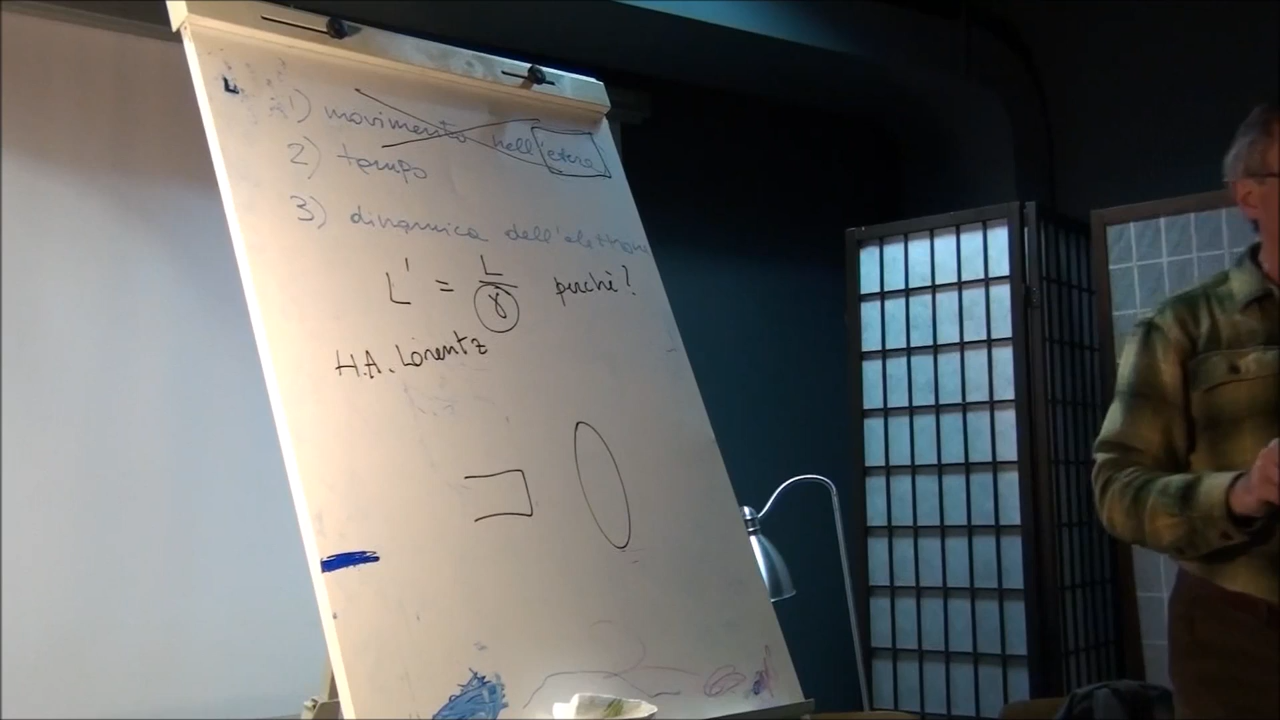 1) movimento nell'etere
2) tempo
3) dinamica dell'elettrone
L' = L/γ perché?
H.A. Lorentz